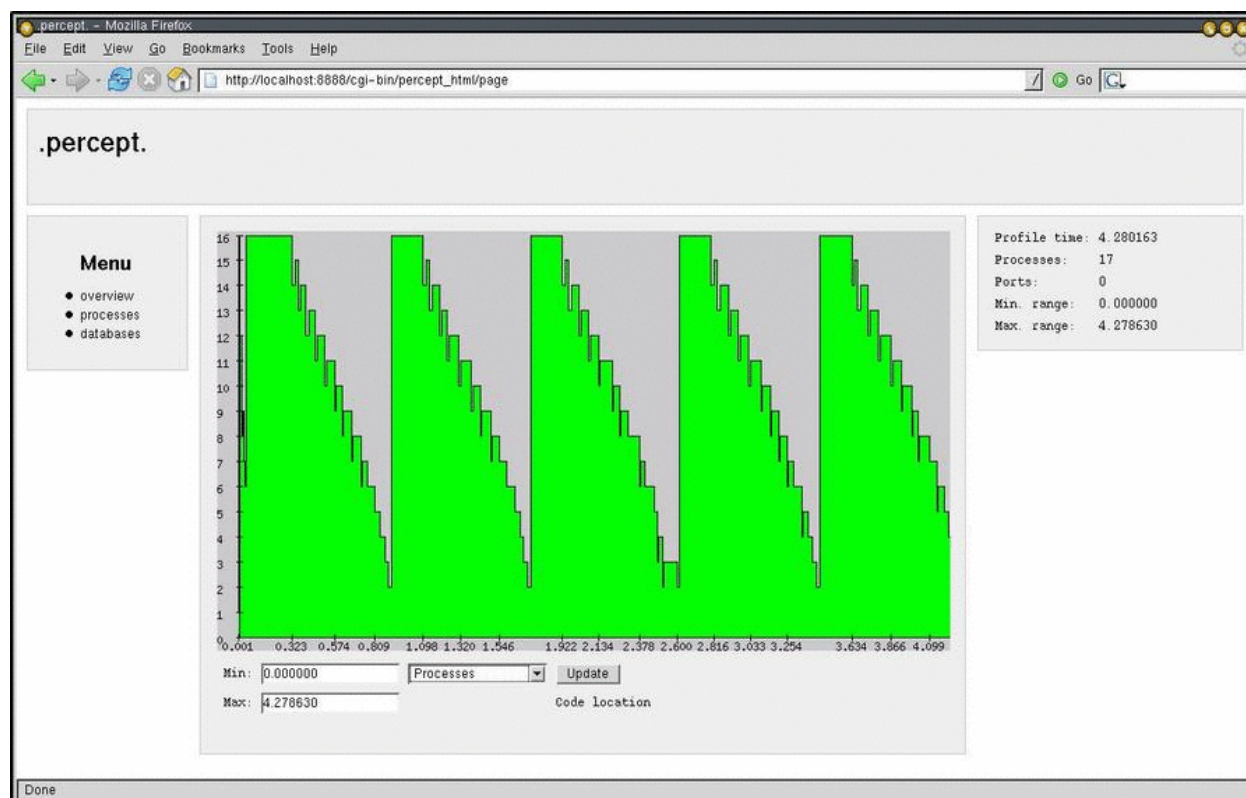 .percept. - Mozilla Firefox
File Edit View Go Bookmarks Tools Help
http://localhost:8888/cgi-bin/percept_html/page
Go
.percept.
Menu
overview
processes
databases
16
15
14
13
12
11
10
9
8
7
6
5
4
3
2
1
0
0.001 0.323 0.574 0.809 1.098 1.320 1.546 1.922 2.134 2.378 2.600 2.816 3.033 3.254 3.634 3.866 4.099
Min: 0.000000 Processes Update
Max: 4.278630 Code location
Profile time: 4.280163
Processes: 17
Ports: 0
Min. range: 0.000000
Max. range: 4.278630
Done